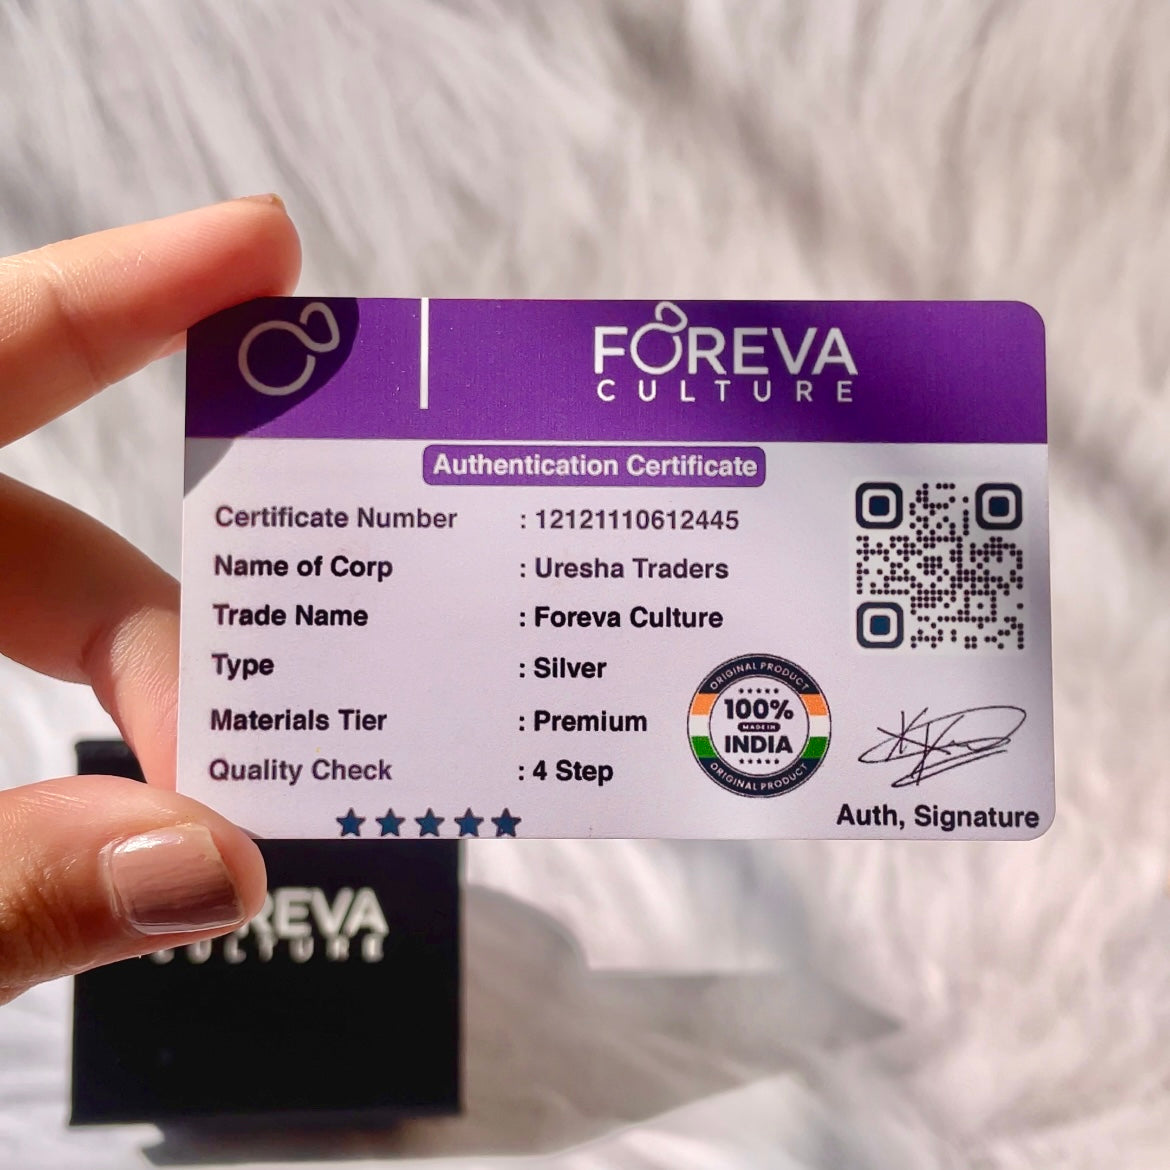 FOREVA
CULTURE
Authentication Certificate
Certificate Number : 12121110612445
Name of Corp : Uresha Traders
Trade Name : Foreva Culture
Type : Silver
Materials Tier : Premium
Quality Check : 4 Step
ORIGINAL PRODUCT
100%
MADE IN
INDIA
ORIGINAL PRODUCT
Auth, Signature
REVA
CULTURE